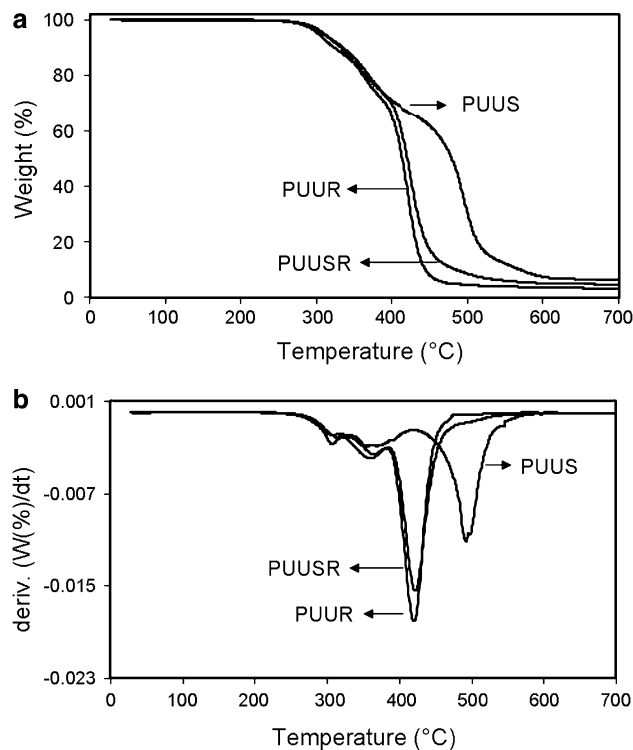 a
100
80
60
40
20
0
Weight (%)
PUUS
PUUR
PUUSR
0 100 200 300 400 500 600 700
Temperature (°C)
b
0.001
-0.007
-0.015
-0.023
deriv. (W(%)/dt)
PUUS
PUUSR
PUUR
0 100 200 300 400 500 600 700
Temperature (°C)